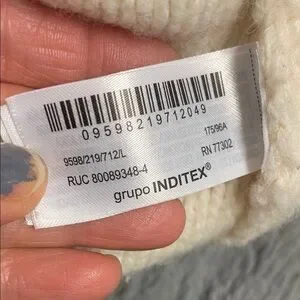 09598219712049
9598/219/712/L 175/96A
RUC 80089348-4 RN 77302
grupo INDITEX®